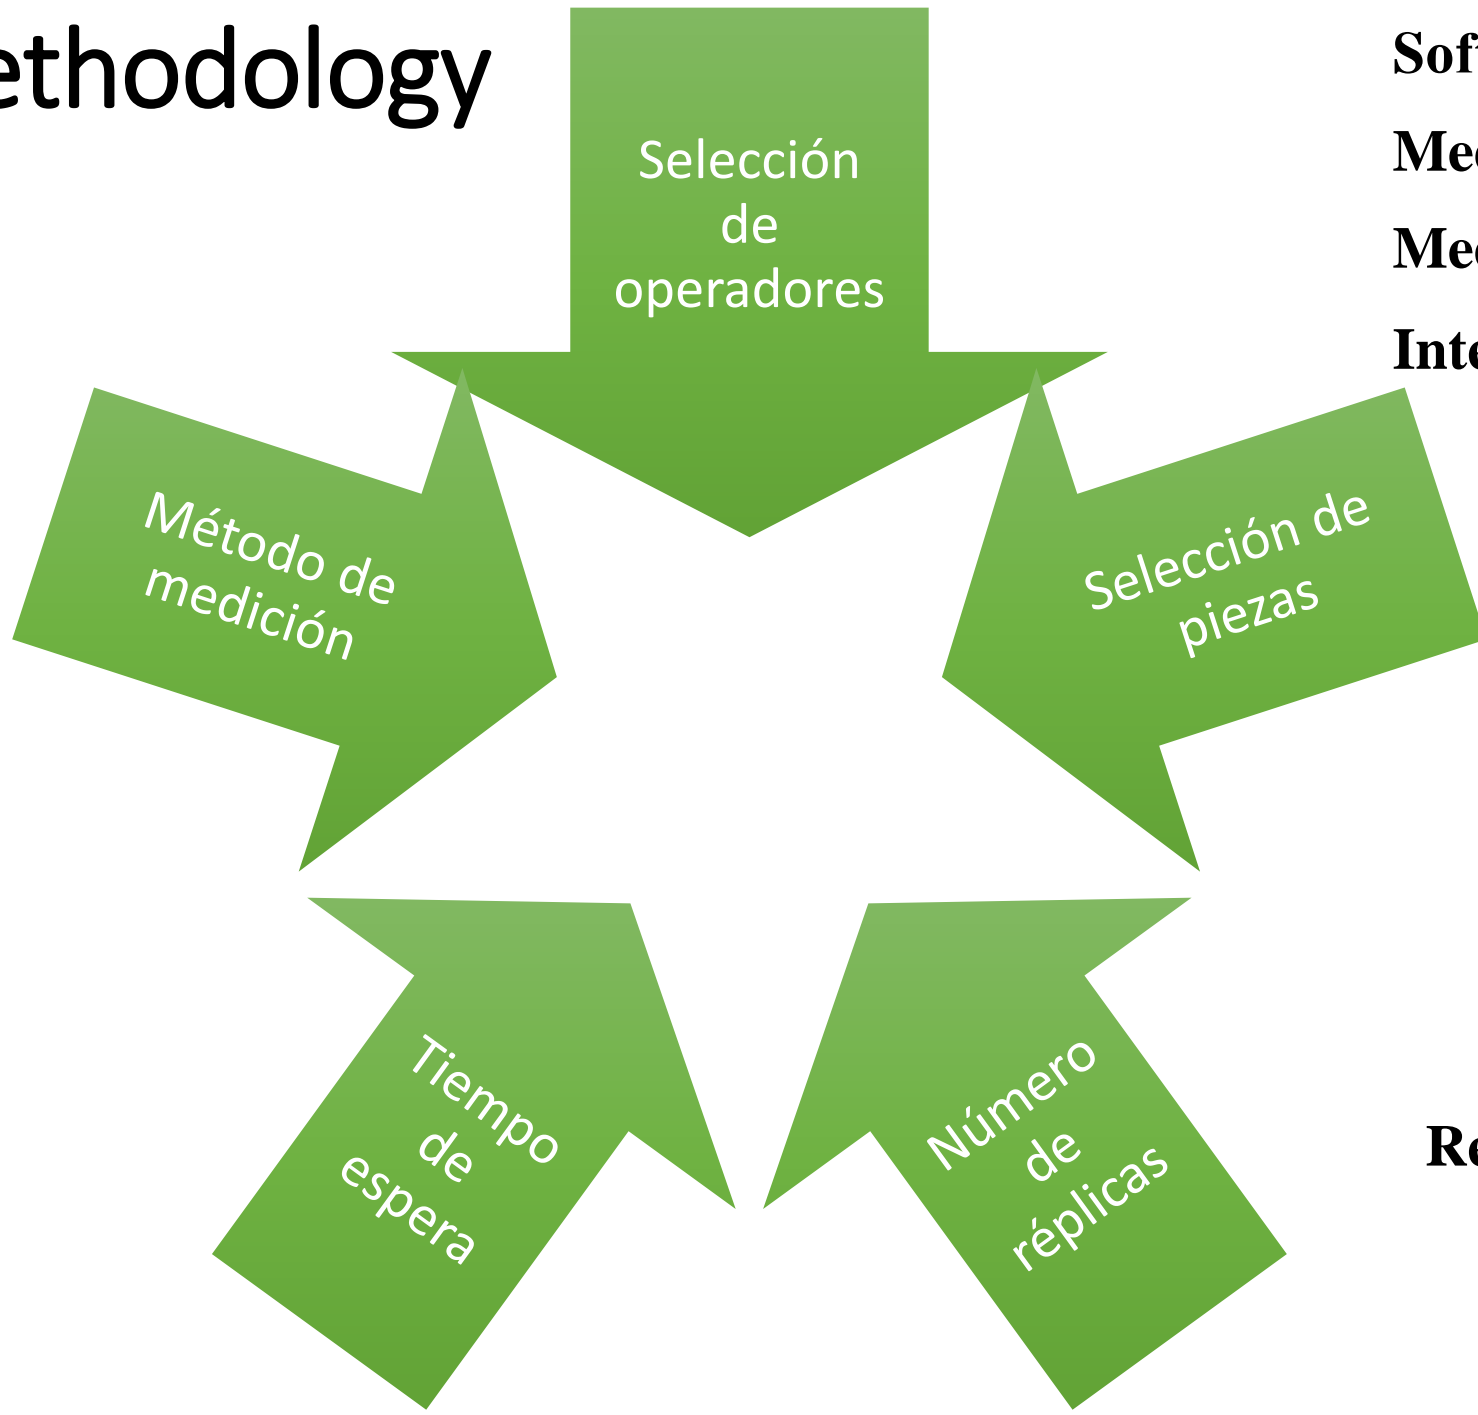 ethodology
Selección
de
operadores
Selección de
piezas
Número
de
réplicas
Tiempo
de
espera
Método de
medición